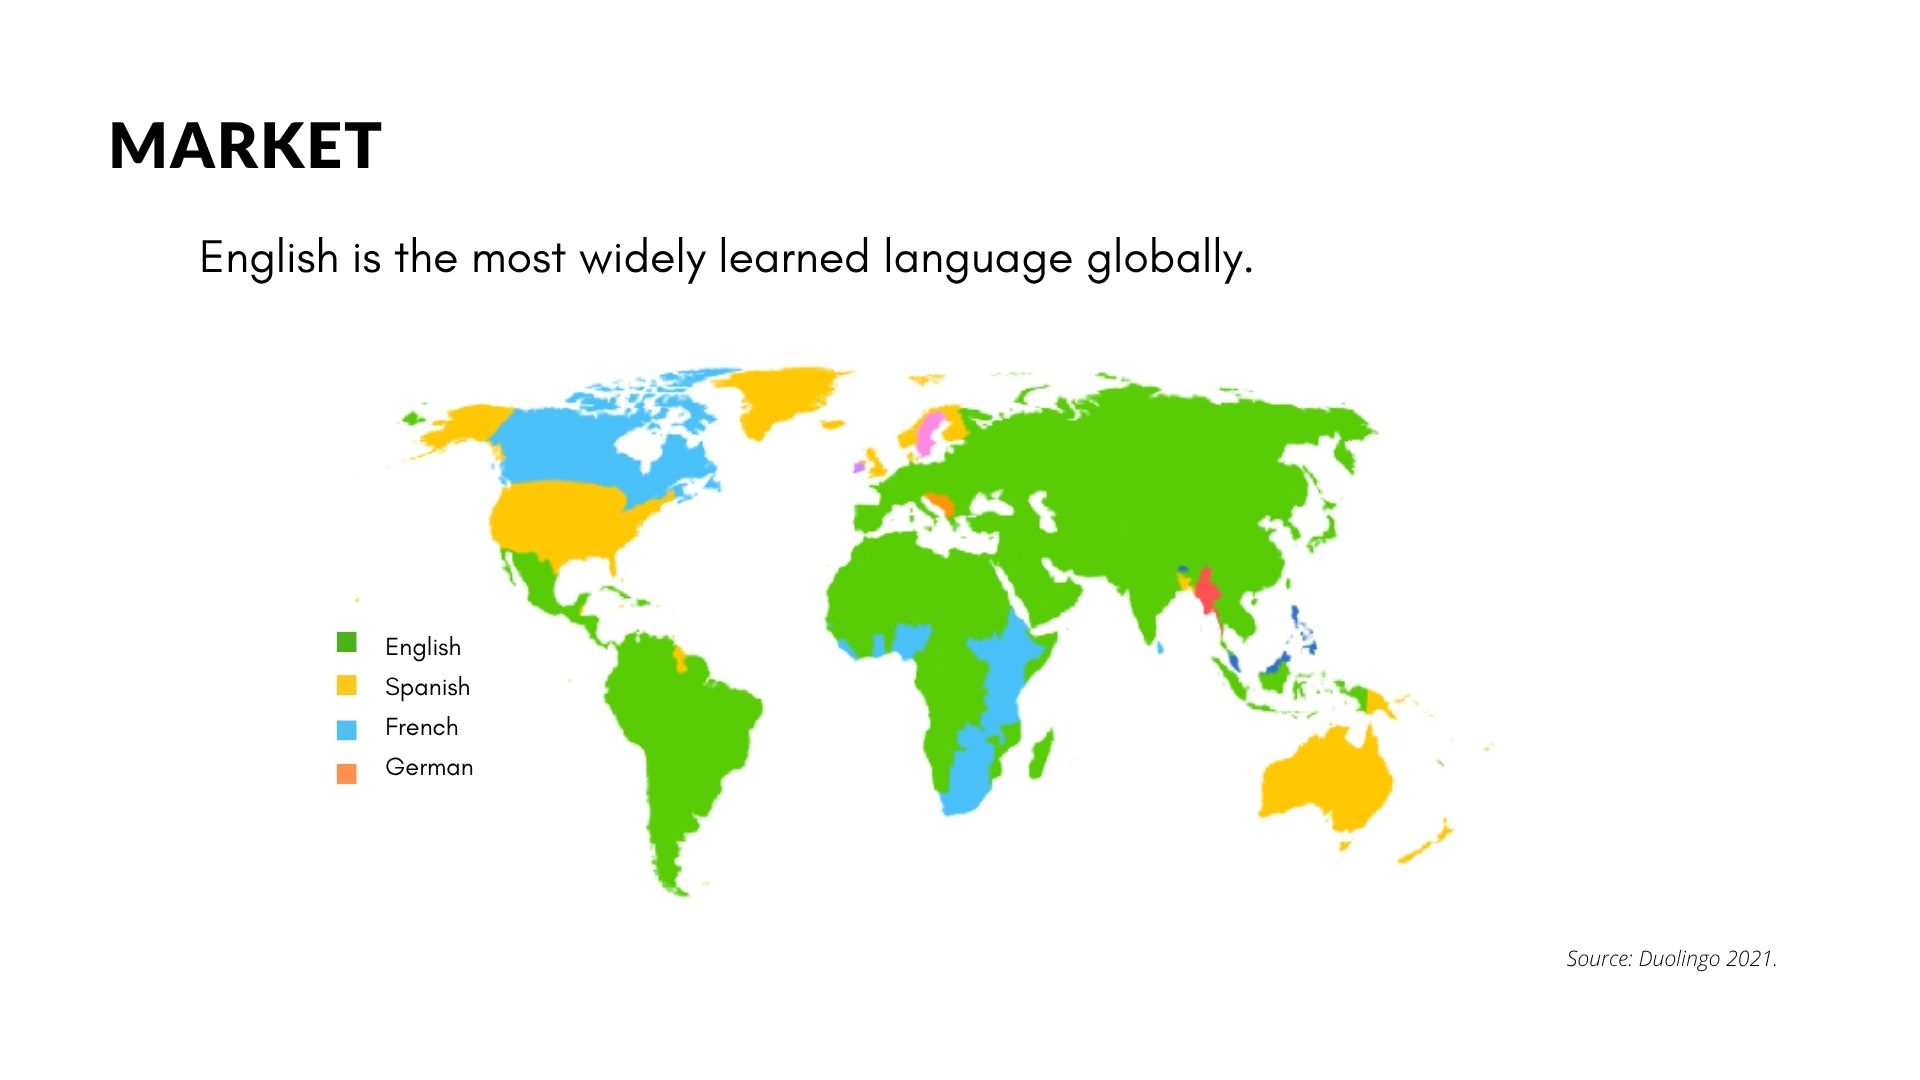 MARKET
English is the most widely learned language globally.
English
Spanish
French
German
Source: Duolingo 2021.